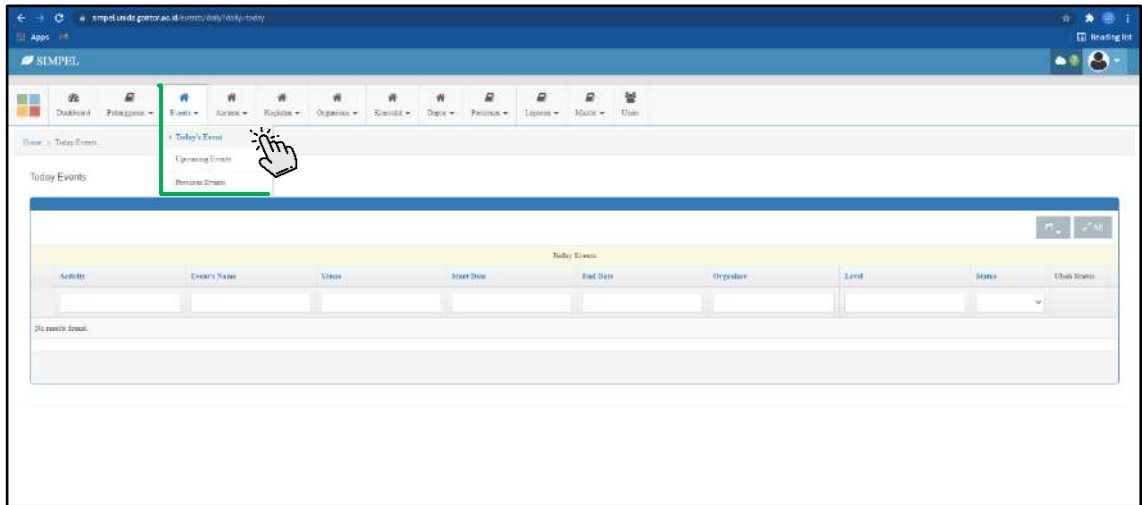 simpel.unida.gontor.ac.id/events/daily?daily=today
Apps
Reading list
SIMPEL
Dashboard Pelanggaran Events Asrama Kegiatan Organisasi Konsulat Dapur Perizinan Laporan Master User
Home > Today Events
Today's Event
Upcoming Events
Previous Events
Today Events
All
Today Events
Activity Event's Name Venue Start Date End Date Organizer Level Status Ubah Status
No results found.